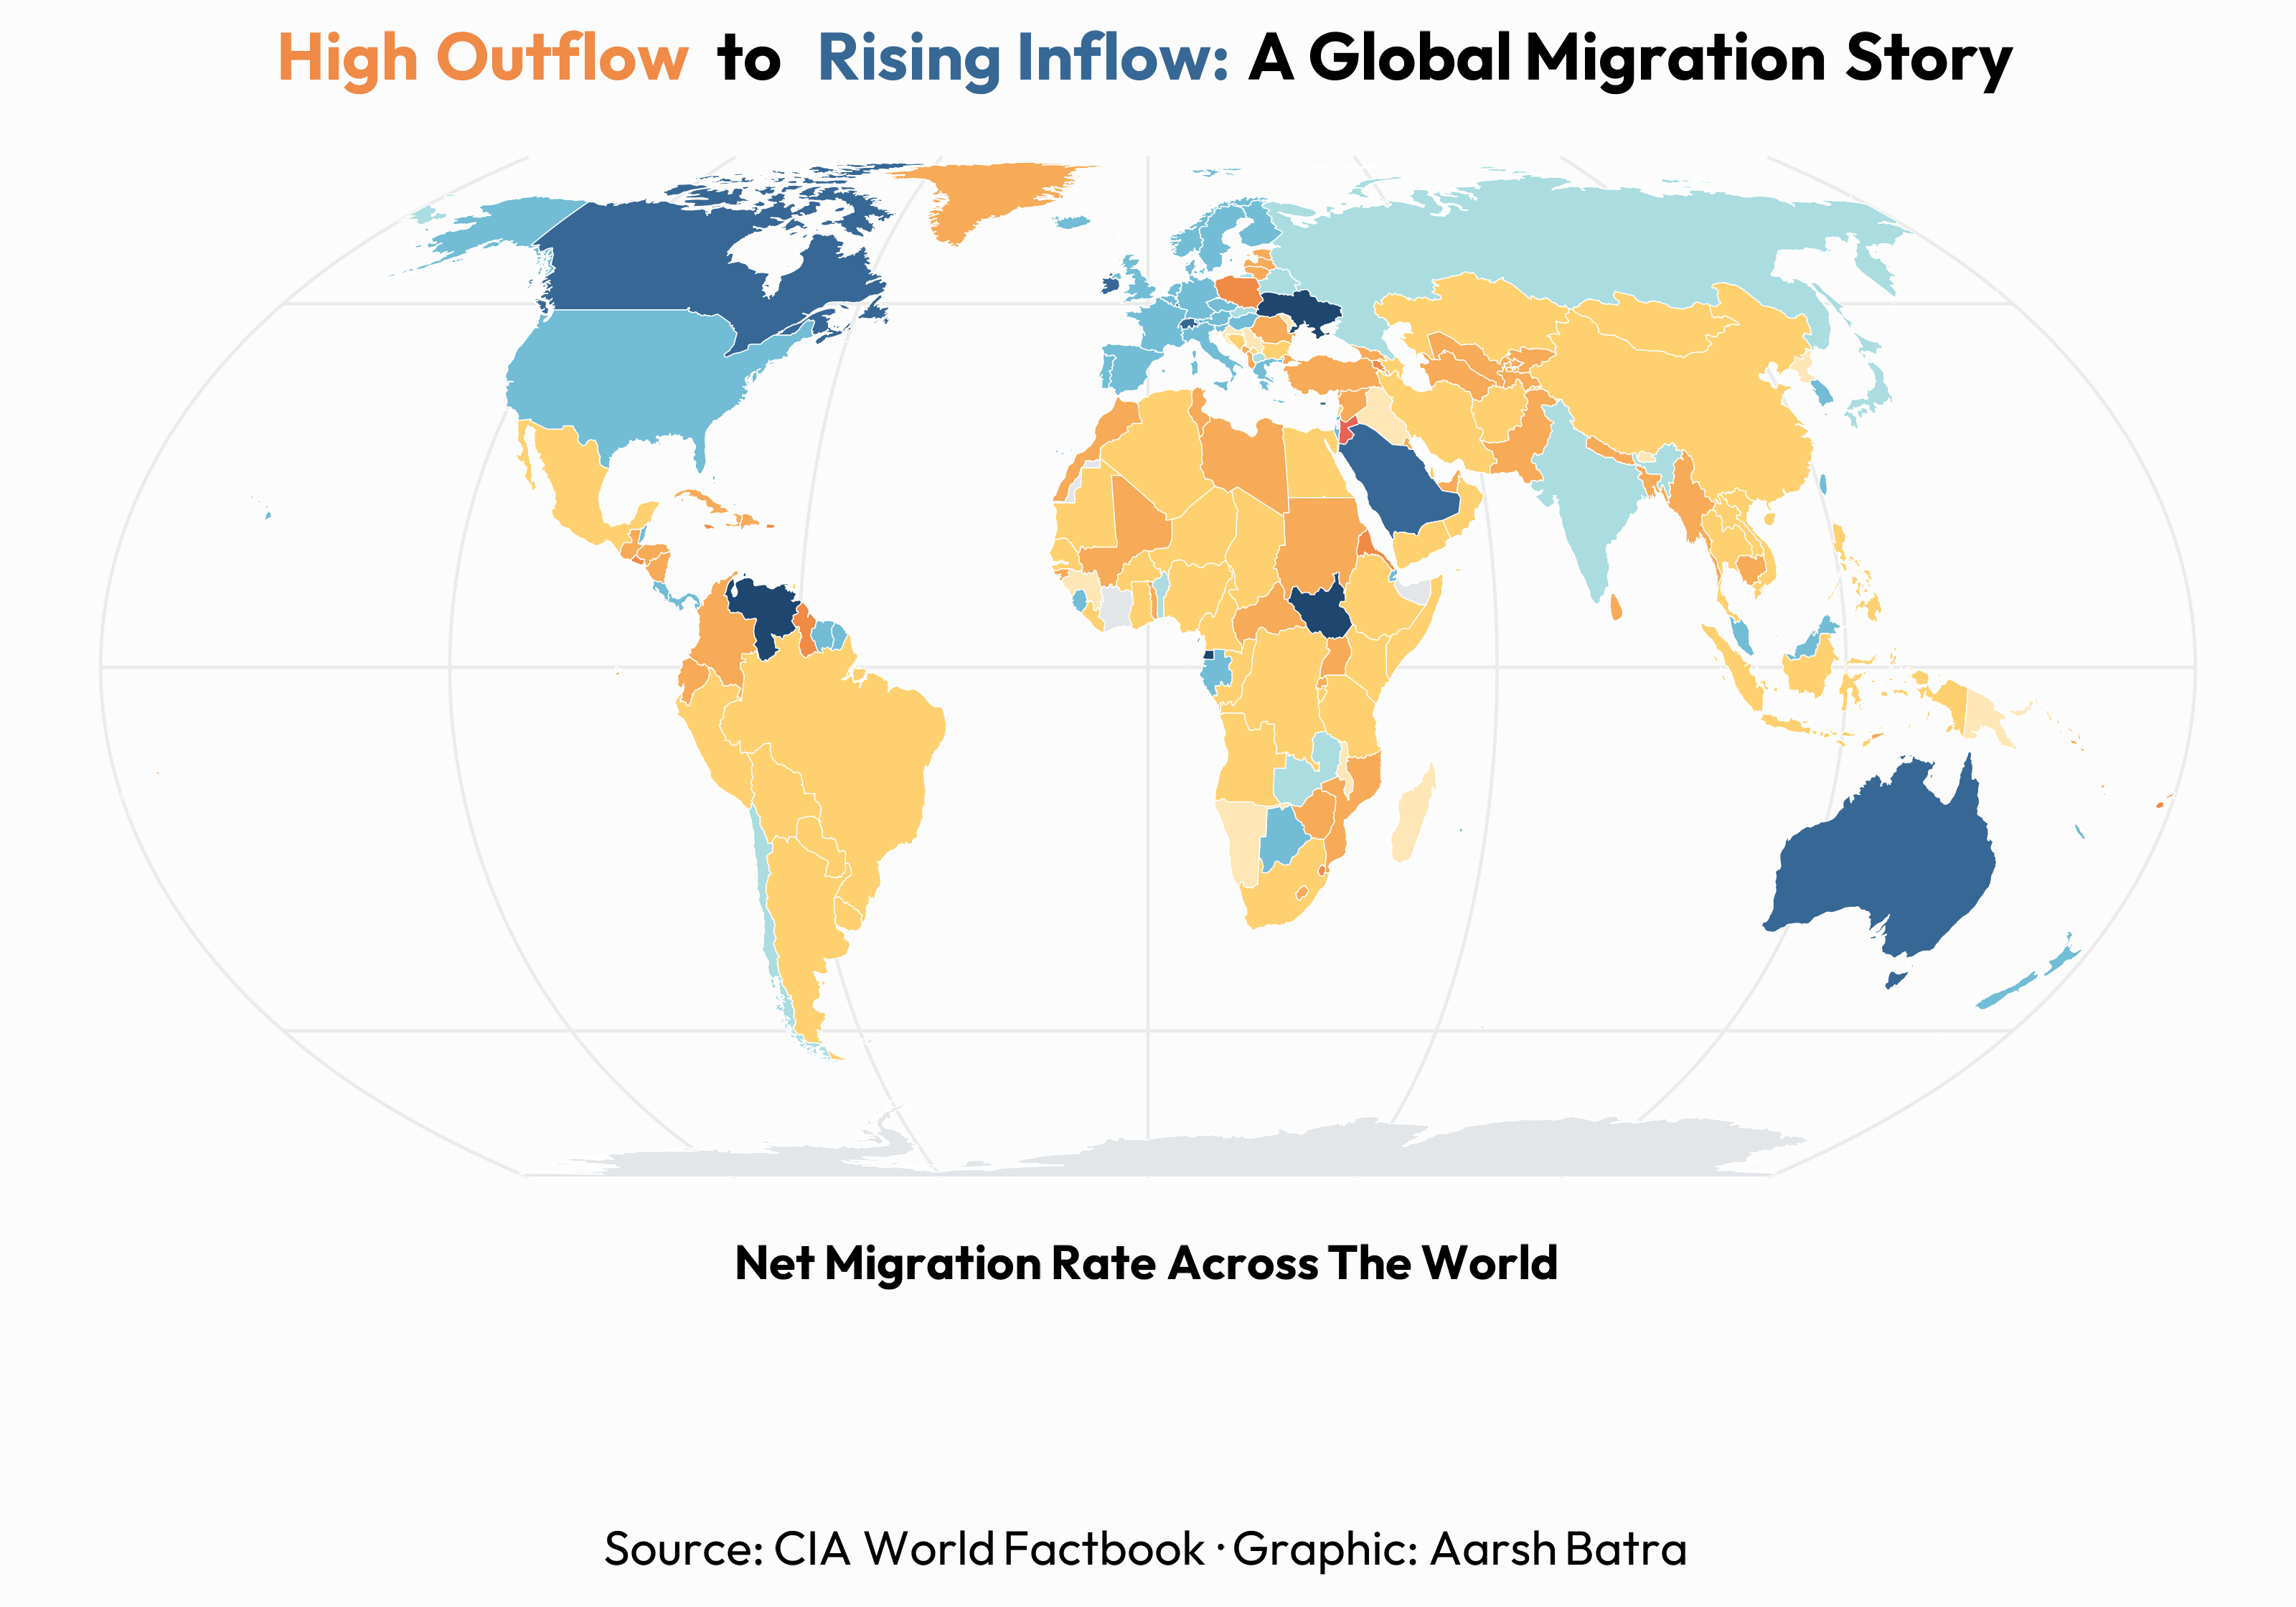 High Outflow to Rising Inflow: A Global Migration Story
Net Migration Rate Across The World
Source: CIA World Factbook · Graphic: Aarsh Batra